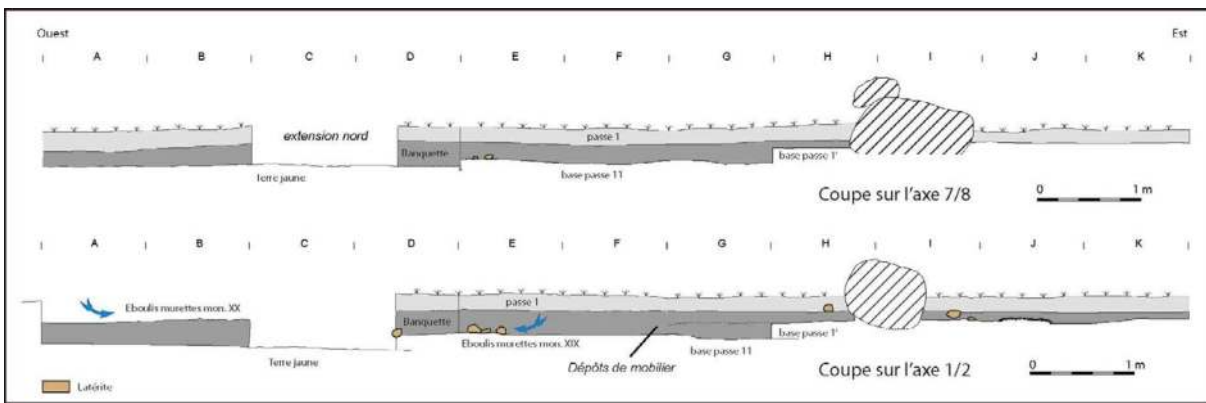 Ouest Est
A B C D E F G H I J K
extension nord
passe 1
Banquette
base passe 1'
Terre jaune
base passe 11
Coupe sur l'axe 7/8
0 1 m
A B C D E F G H I J K
Eboulis murettes mon. XX
passe 1
Banquette
base passe 1'
Eboulis murettes mon. XIX
base passe 11
Terre jaune
Dépôts de mobilier
Coupe sur l'axe 1/2
0 1 m
Latérite